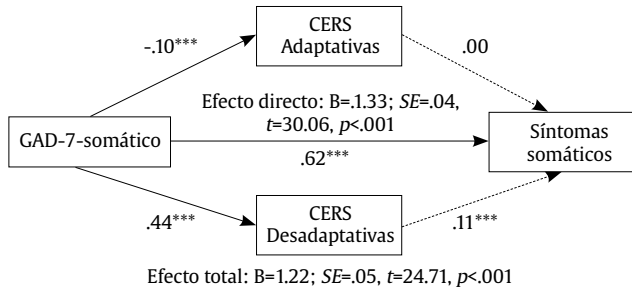 CERS
Adaptativas
-.10***
.00
Efecto directo: B=.1.33; SE=.04,
t=30.06, p<.001
GAD-7-somático
.62***
Síntomas
somáticos
.44***
CERS
Desadaptativas
.11***
Efecto total: B=1.22; SE=.05, t=24.71, p<.001